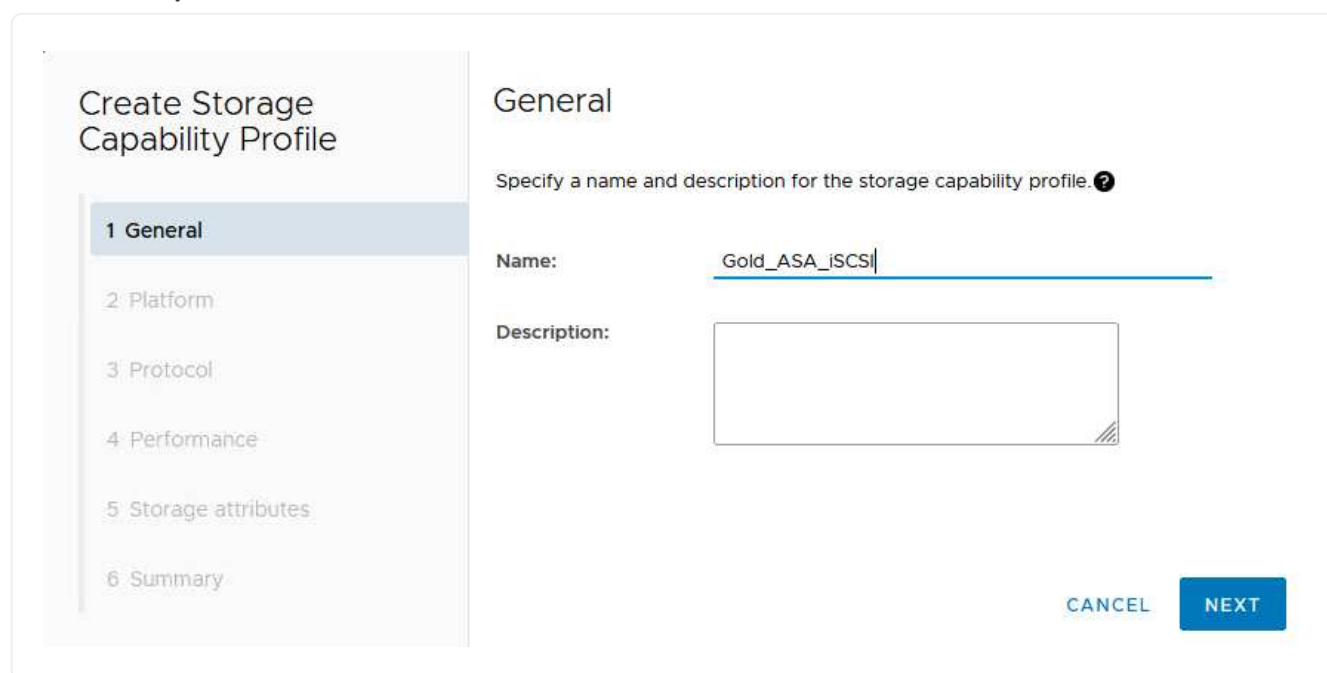 Create Storage
Capability Profile
1 General
2 Platform
3 Protocol
4 Performance
5 Storage attributes
6 Summary
General
Specify a name and description for the storage capability profile.
Name:
Gold_ASA_iSCSI
Description:
CANCEL
NEXT